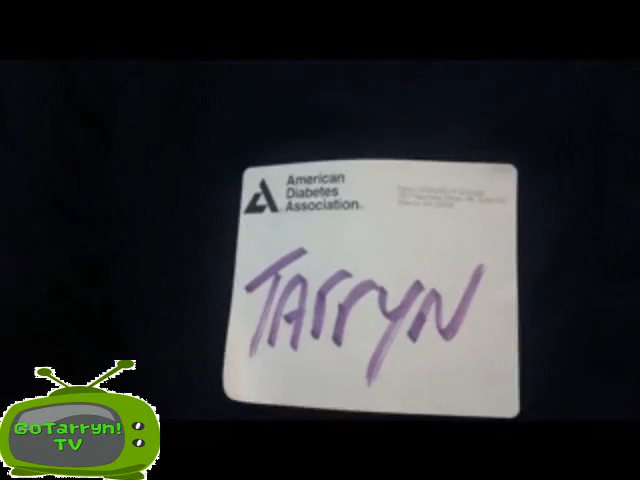 American
Diabetes
Association.
TArryN
GoTarryn!
TV